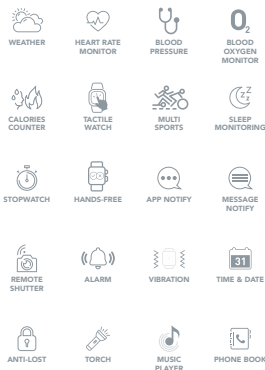 WEATHER
HEART RATE
MONITOR
BLOOD
PRESSURE
O2
BLOOD
OXYGEN
MONITOR
CALORIES
COUNTER
TACTILE
WATCH
MULTI
SPORTS
Z Z Z
SLEEP
MONITORING
STOPWATCH
HANDS-FREE
APP NOTIFY
MESSAGE
NOTIFY
REMOTE
SHUTTER
ALARM
VIBRATION
31
TIME & DATE
ANTI-LOST
TORCH
MUSIC
PLAYER
PHONE BOOK